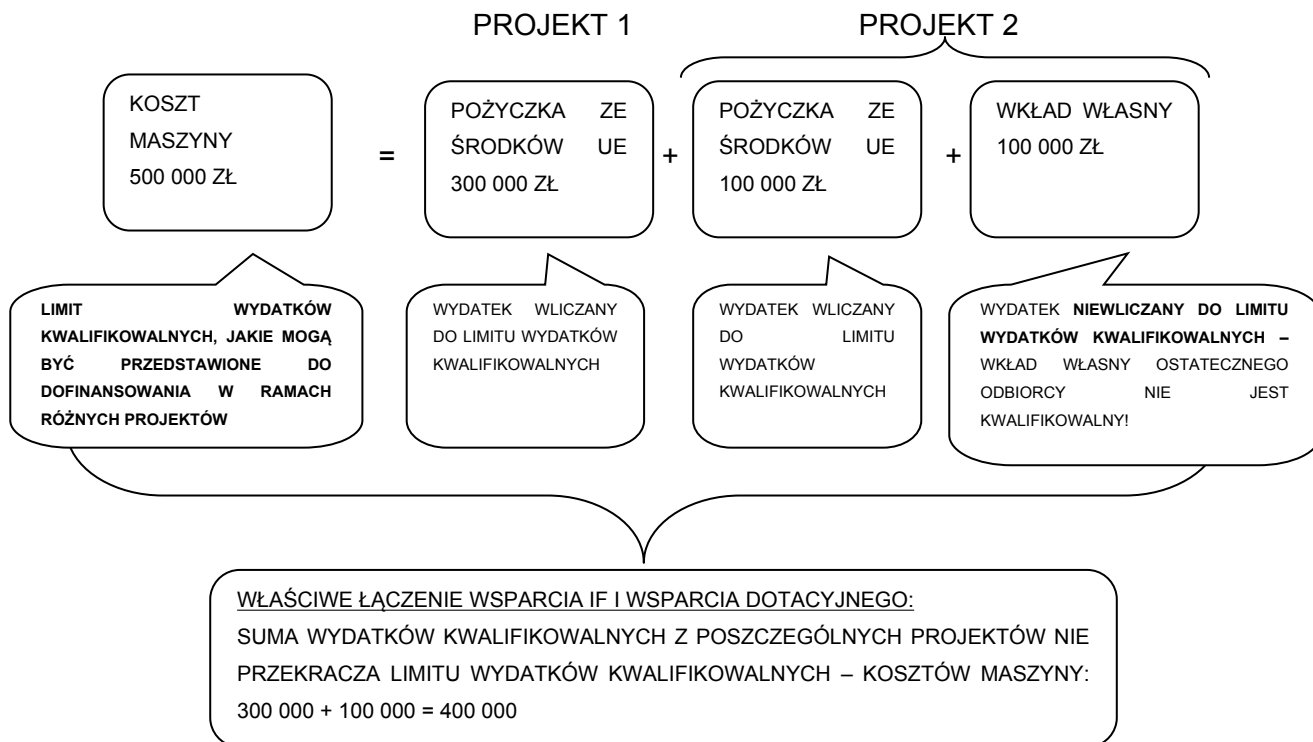 PROJEKT 1
PROJEKT 2
KOSZT
MASZYNY
500 000 ZŁ
=
POŻYCZKA ZE
ŚRODKÓW UE
300 000 ZŁ
+
POŻYCZKA ZE
ŚRODKÓW UE
100 000 ZŁ
+
WKŁAD WŁASNY
100 000 ZŁ
LIMIT WYDATKÓW
KWALIFIKOWALNYCH, JAKIE MOGĄ
BYĆ PRZEDSTAWIONE DO
DOFINANSOWANIA W RAMACH
RÓŻNYCH PROJEKTÓW
WYDATEK WLICZANY
DO LIMITU WYDATKÓW
KWALIFIKOWALNYCH
WYDATEK WLICZANY
DO LIMITU
WYDATKÓW
KWALIFIKOWALNYCH
WYDATEK NIEWLICZANY DO LIMITU
WYDATKÓW KWALIFIKOWALNYCH –
WKŁAD WŁASNY OSTATECZNEGO
ODBIORCY NIE JEST
KWALIFIKOWALNY!
WŁAŚCIWE ŁĄCZENIE WSPARCIA IF I WSPARCIA DOTACYJNEGO:
SUMA WYDATKÓW KWALIFIKOWALNYCH Z POSZCZEGÓLNYCH PROJEKTÓW NIE
PRZEKRACZA LIMITU WYDATKÓW KWALIFIKOWALNYCH – KOSZTÓW MASZYNY:
300 000 + 100 000 = 400 000